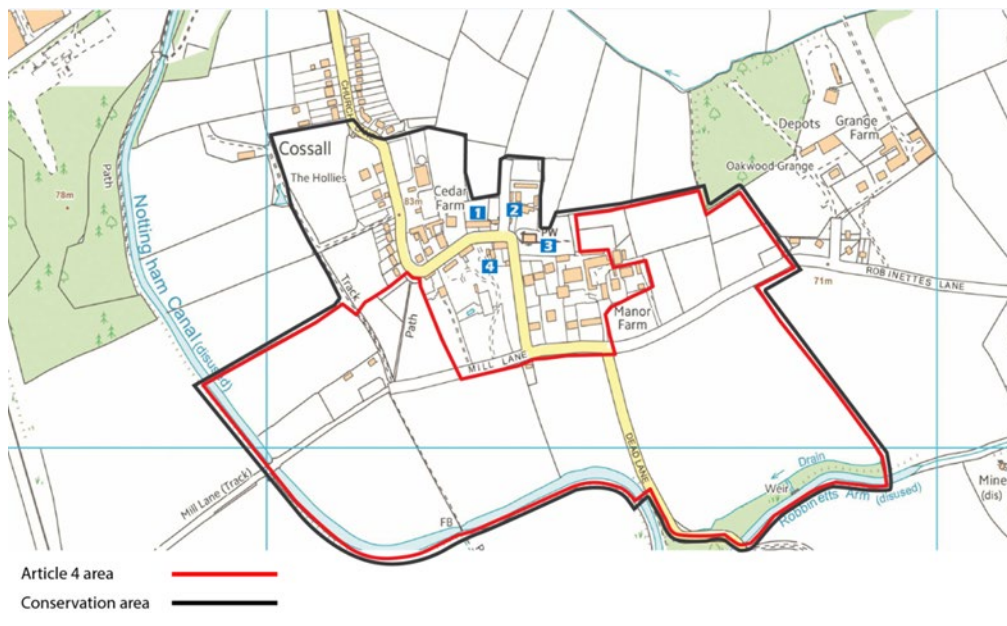 CHURCH
Depots
Grange
Farm
Cossall
Oakwood Grange
The Hollies
Path
78m
Cedar
Farm
83m
1
2
PW
3
4
Nottingham Canal (disused)
Track
Path
Manor
Farm
71m
ROBINETTES LANE
MILL LANE
DEAD LANE
Drain
Weir
Robbinetts Arm (disused)
Mine
(dis)
Mill Lane (Track)
FB
Article 4 area
Conservation area